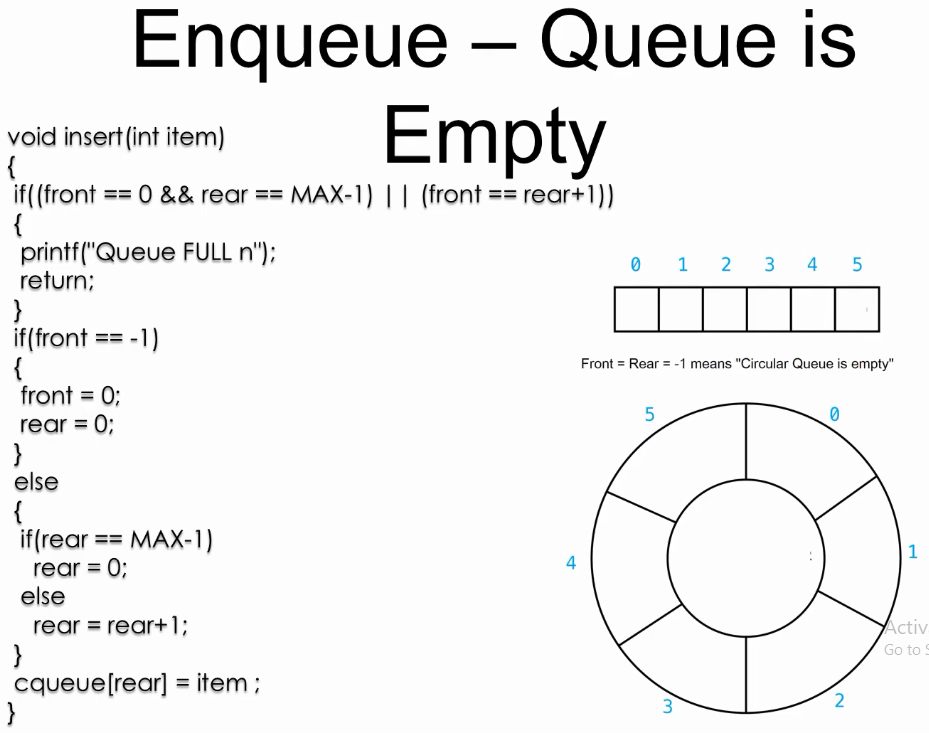 Enqueue – Queue is
Empty
void insert(int item)
{
if((front == 0 && rear == MAX-1) || (front == rear+1))
{
printf("Queue FULL n");
return;
}
if(front == -1)
{
front = 0;
rear = 0;
}
else
{
if(rear == MAX-1)
rear = 0;
else
rear = rear+1;
}
cqueue[rear] = item ;
}
0 1 2 3 4 5
Front = Rear = -1 means "Circular Queue is empty"
5 0
4 1
3 2
Activ
Go to S